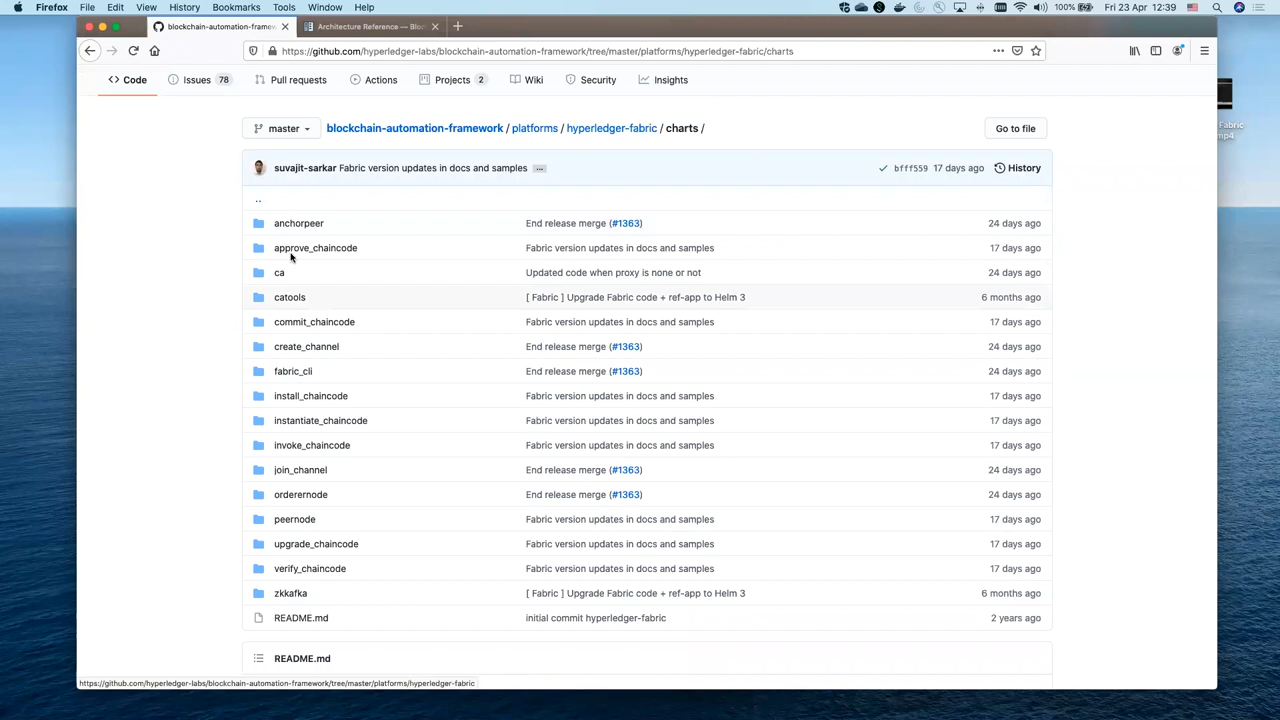 Firefox File Edit View History Bookmarks Tools Window Help 100% Fri 23 Apr 12:39
blockchain-automation-framew
Architecture Reference — Bloc
https://github.com/hyperledger-labs/blockchain-automation-framework/tree/master/platforms/hyperledger-fabric/charts
Code Issues 78 Pull requests Actions Projects 2 Wiki Security Insights
master blockchain-automation-framework / platforms / hyperledger-fabric / charts / Go to file
suvajit-sarkar Fabric version updates in docs and samples ... bfff559 17 days ago History
..
anchorpeer End release merge (#1363) 24 days ago
approve_chaincode Fabric version updates in docs and samples 17 days ago
ca Updated code when proxy is none or not 24 days ago
catools [ Fabric ] Upgrade Fabric code + ref-app to Helm 3 6 months ago
commit_chaincode Fabric version updates in docs and samples 17 days ago
create_channel End release merge (#1363) 24 days ago
fabric_cli End release merge (#1363) 24 days ago
install_chaincode Fabric version updates in docs and samples 17 days ago
instantiate_chaincode Fabric version updates in docs and samples 17 days ago
invoke_chaincode Fabric version updates in docs and samples 17 days ago
join_channel End release merge (#1363) 24 days ago
orderernode End release merge (#1363) 24 days ago
peernode Fabric version updates in docs and samples 17 days ago
upgrade_chaincode Fabric version updates in docs and samples 17 days ago
verify_chaincode Fabric version updates in docs and samples 17 days ago
zkkafka [ Fabric ] Upgrade Fabric code + ref-app to Helm 3 6 months ago
README.md initial commit hyperledger-fabric 2 years ago
README.md
https://github.com/hyperledger-labs/blockchain-automation-framework/tree/master/platforms/hyperledger-fabric
Fabric
mp4